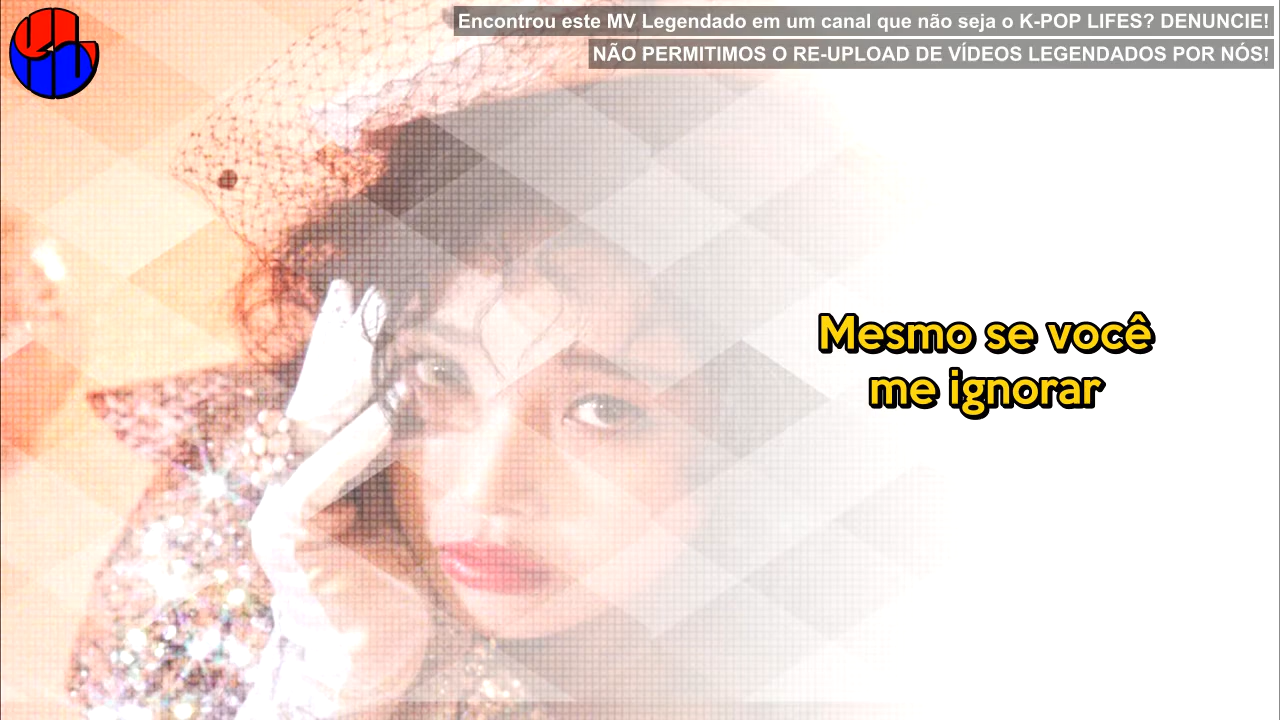 Encontrou este MV Legendado em um canal que não seja o K-POP LIFES? DENUNCIE!
NÃO PERMITIMOS O RE-UPLOAD DE VÍDEOS LEGENDADOS POR NÓS!
Mesmo se você
me ignorar